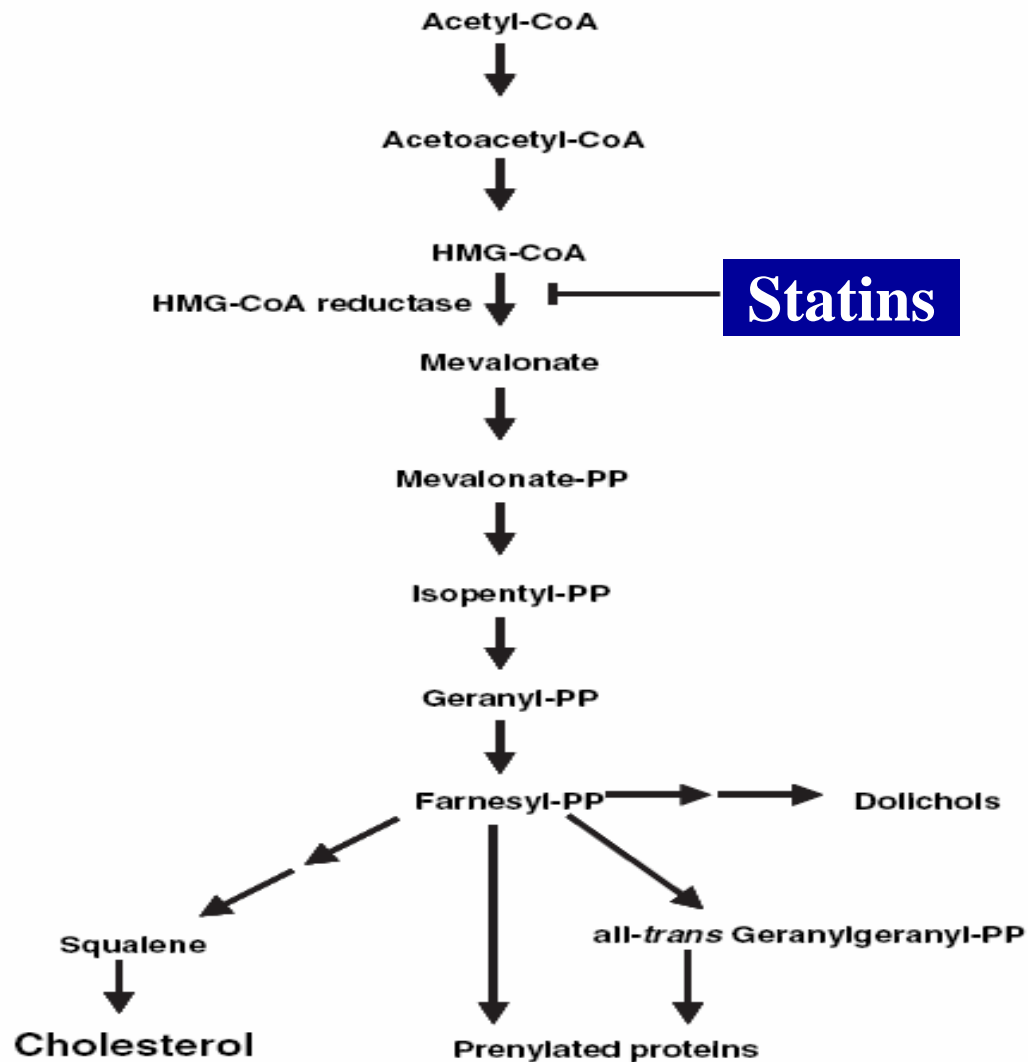 Acetyl-CoA
Acetoacetyl-CoA
HMG-CoA
HMG-CoA reductase
Statins
Mevalonate
Mevalonate-PP
Isopentyl-PP
Geranyl-PP
Farnesyl-PP
Dolichols
Squalene
all-trans Geranylgeranyl-PP
Cholesterol
Prenylated proteins